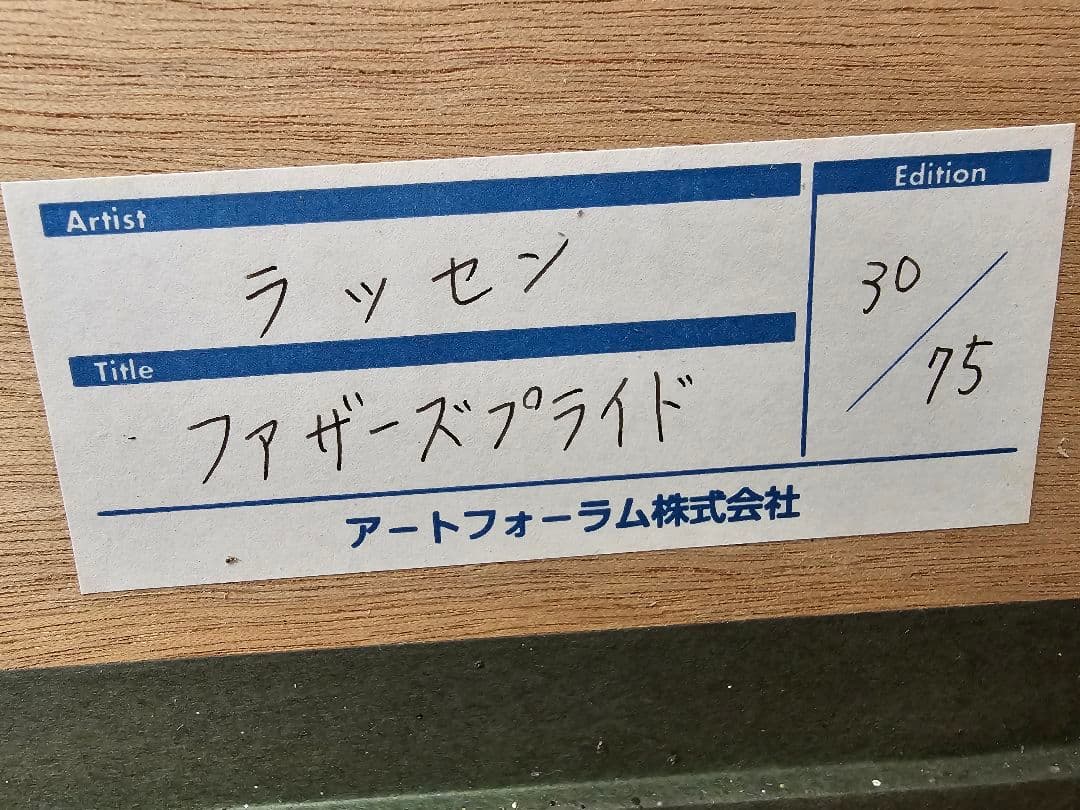 Artist
ラッセン
Title
ファザーズプライド
Edition
30/75
アートフォーラム株式会社